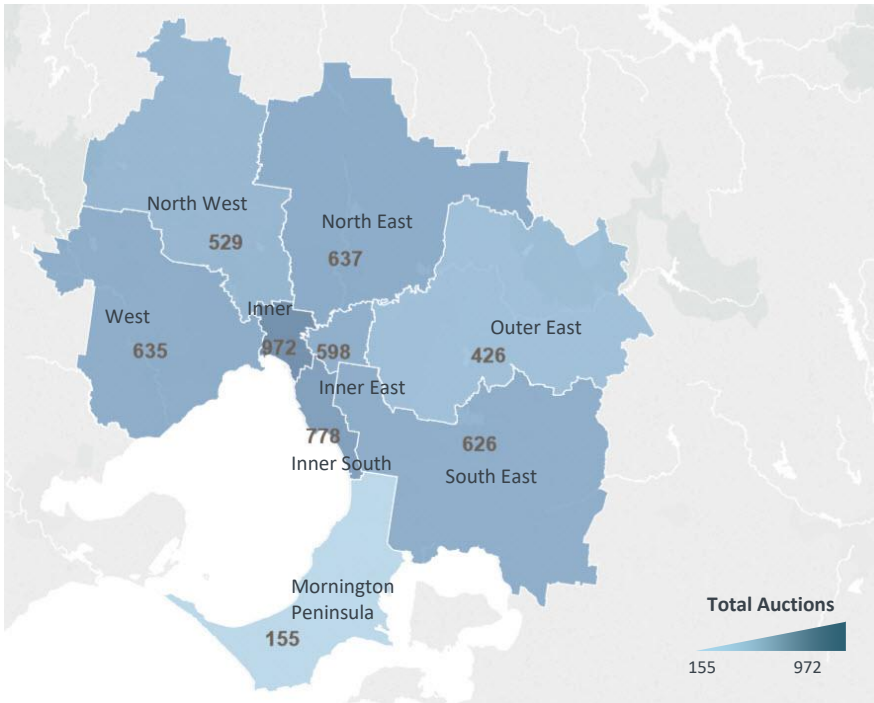 North West
529
North East
637
Inner
972
West
635
598
Inner East
Outer East
426
778
Inner South
626
South East
Mornington
Peninsula
155
Total Auctions
155
972